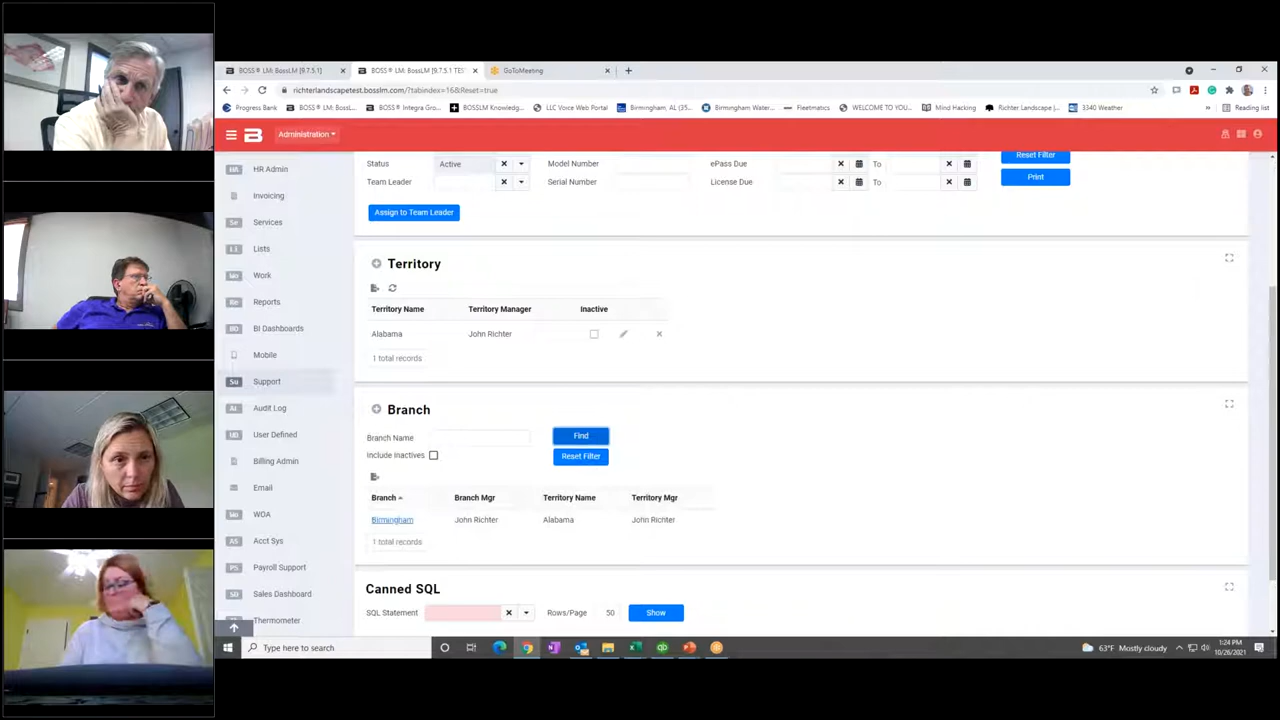 BOSS® LM: BossLM [9.7.5.1] × BOSS® LM: BossLM [9.7.5.1 TES × GoToMeeting × +
richterlandscapetest.bosslm.com/?tabindex=16&Reset=true
Progress Bank BOSS® LM: BossL... BOSS® Integra Gro... BOSSLM Knowledg... LLC Voice Web Portal Birmingham, AL (35... Birmingham Water... Fleetmatics WELCOME TO YOU... Mind Hacking Richter Landscape |... 3340 Weather » Reading list
Administration
HR Admin
Invoicing
Services
Lists
Work
Reports
BI Dashboards
Mobile
Su Support
Audit Log
User Defined
Billing Admin
Email
WOA
AS Acct Sys
Payroll Support
SD Sales Dashboard
Thermometer
Status Active Model Number ePass Due To Reset Filter
Team Leader Serial Number License Due To Print
Assign to Team Leader
Territory
Territory Name Territory Manager Inactive
Alabama John Richter
1 total records
Branch
Branch Name Find
Include Inactives Reset Filter
Branch Branch Mgr Territory Name Territory Mgr
Birmingham John Richter Alabama John Richter
1 total records
Canned SQL
SQL Statement Rows/Page 50 Show
Type here to search 63°F Mostly cloudy 1:24 PM
10/26/2021